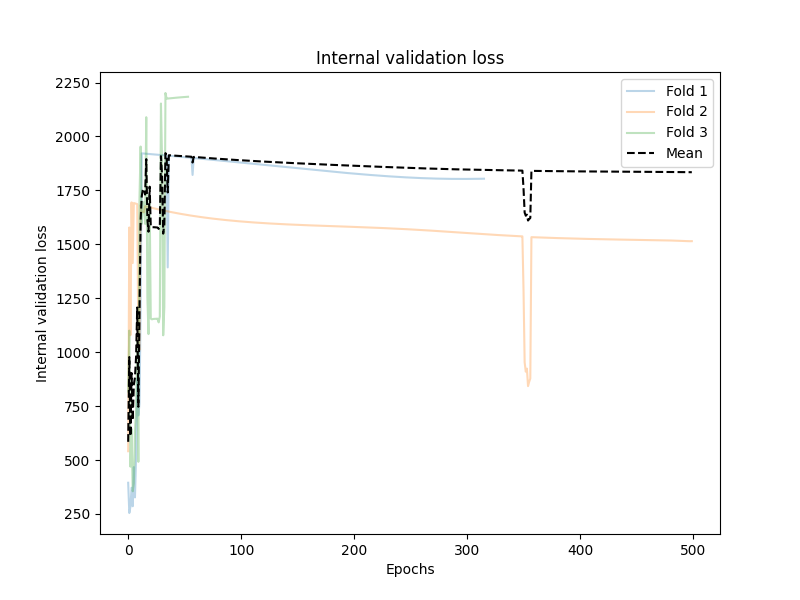 Internal validation loss
2250
2000
1750
1500
1250
1000
750
500
250
Internal validation loss
0
100
200
300
400
500
Epochs
Fold 1
Fold 2
Fold 3
Mean